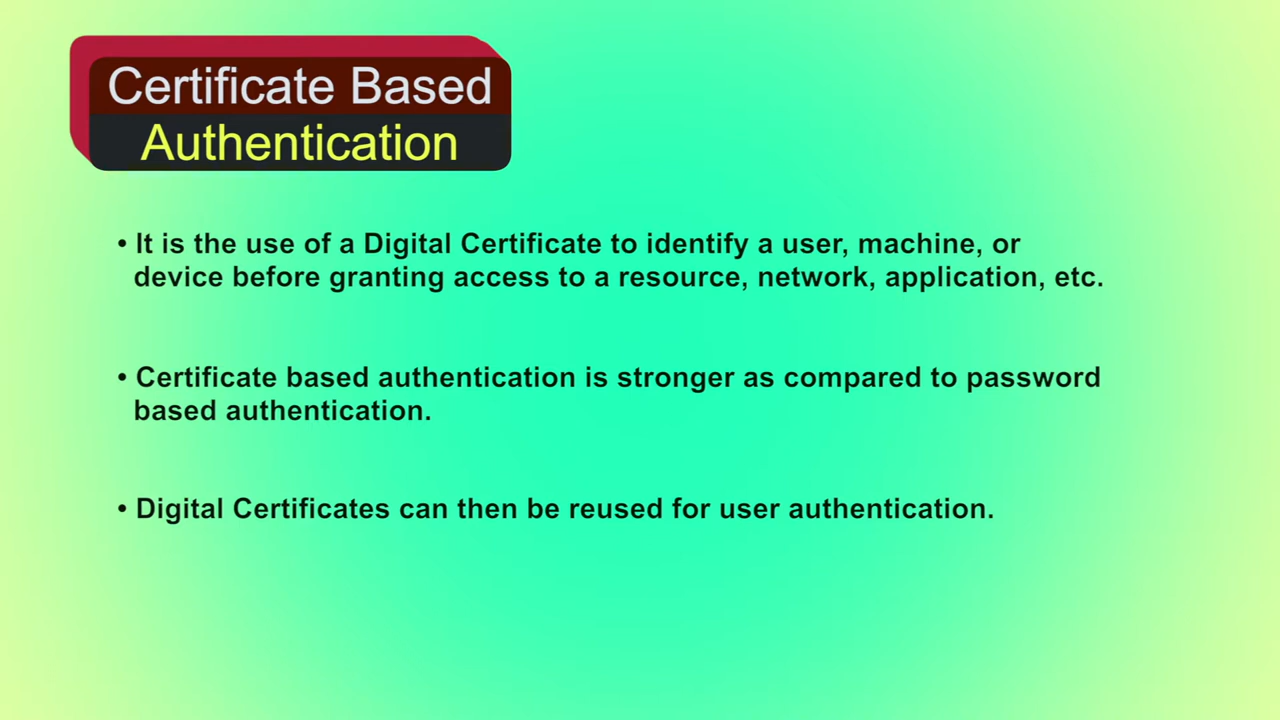 Certificate Based
Authentication
• It is the use of a Digital Certificate to identify a user, machine, or
device before granting access to a resource, network, application, etc.
• Certificate based authentication is stronger as compared to password
based authentication.
• Digital Certificates can then be reused for user authentication.